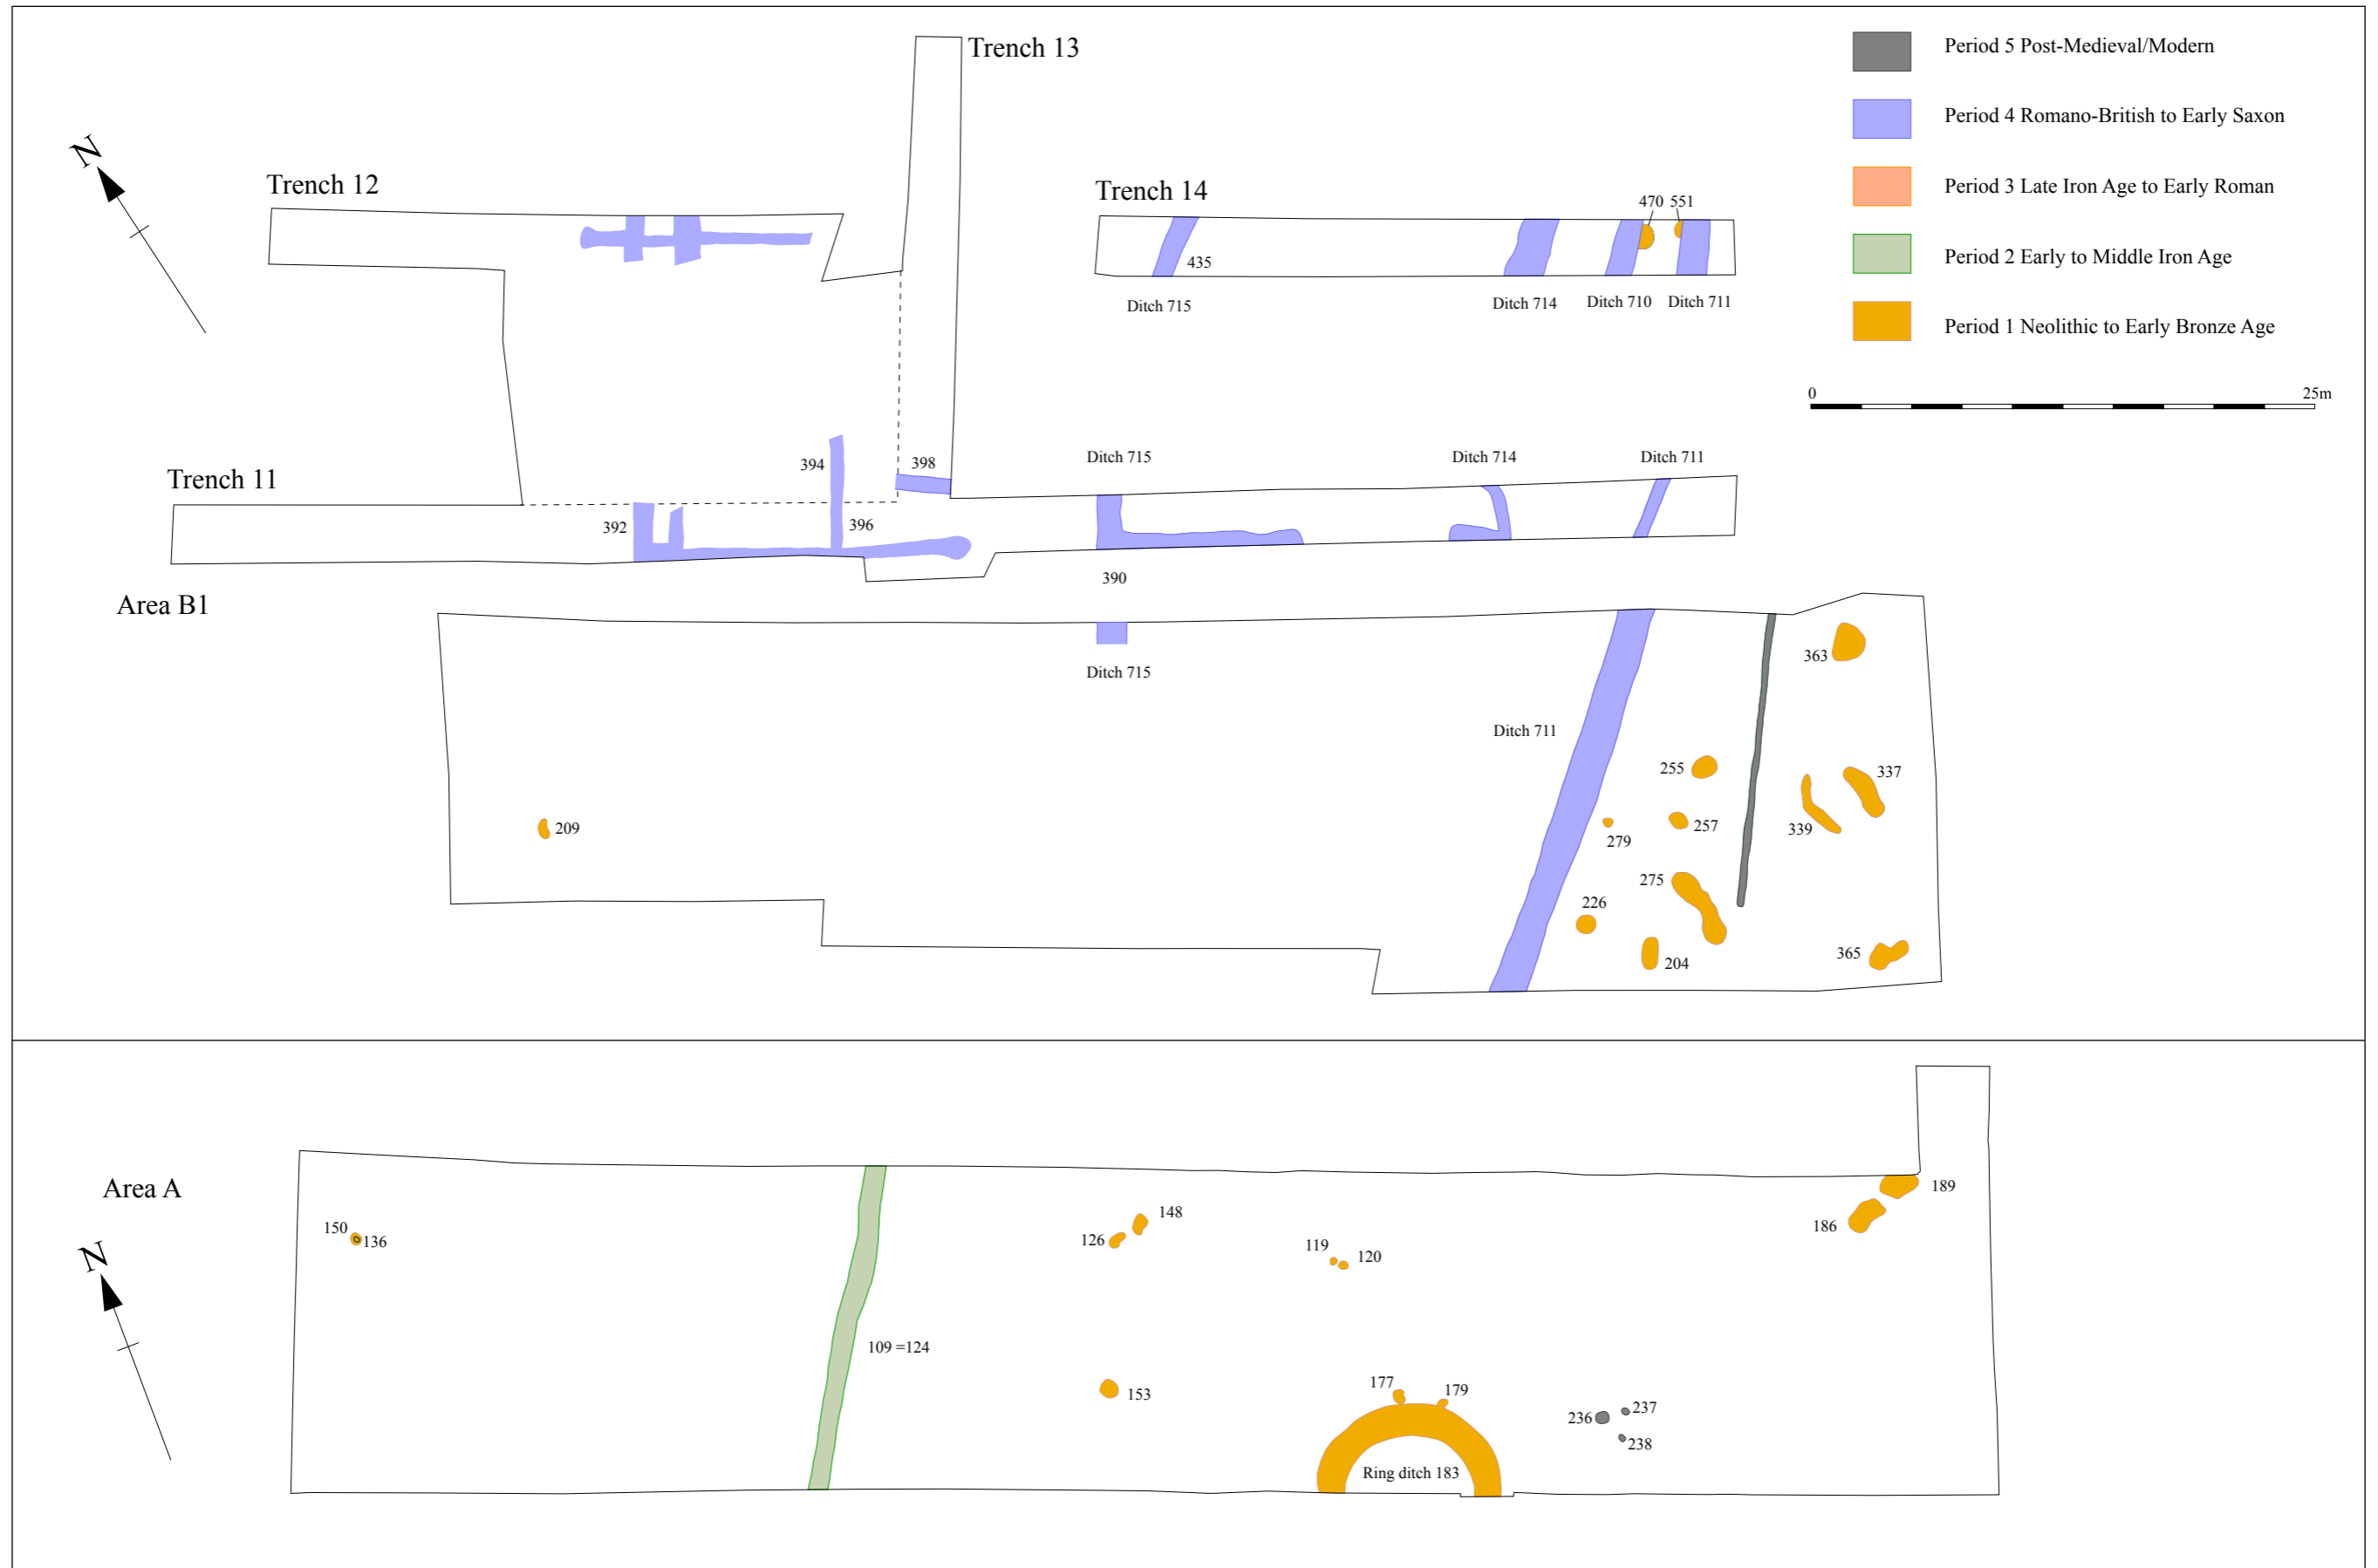 Trench 13
Period 5 Post-Medieval/Modern
Period 4 Romano-British to Early Saxon
Period 3 Late Iron Age to Early Roman
Period 2 Early to Middle Iron Age
Period 1 Neolithic to Early Bronze Age
0 25m
N
Trench 12
Trench 14
470 551
435
Ditch 715
Ditch 714
Ditch 710
Ditch 711
Trench 11
394
398
392
396
Ditch 715
Ditch 714
Ditch 711
390
Area B1
Ditch 715
363
Ditch 711
255
337
209
279
257
339
275
226
204
365
Area A
N
150
136
126
148
119
120
189
186
109 =124
153
177
179
236
237
238
Ring ditch 183